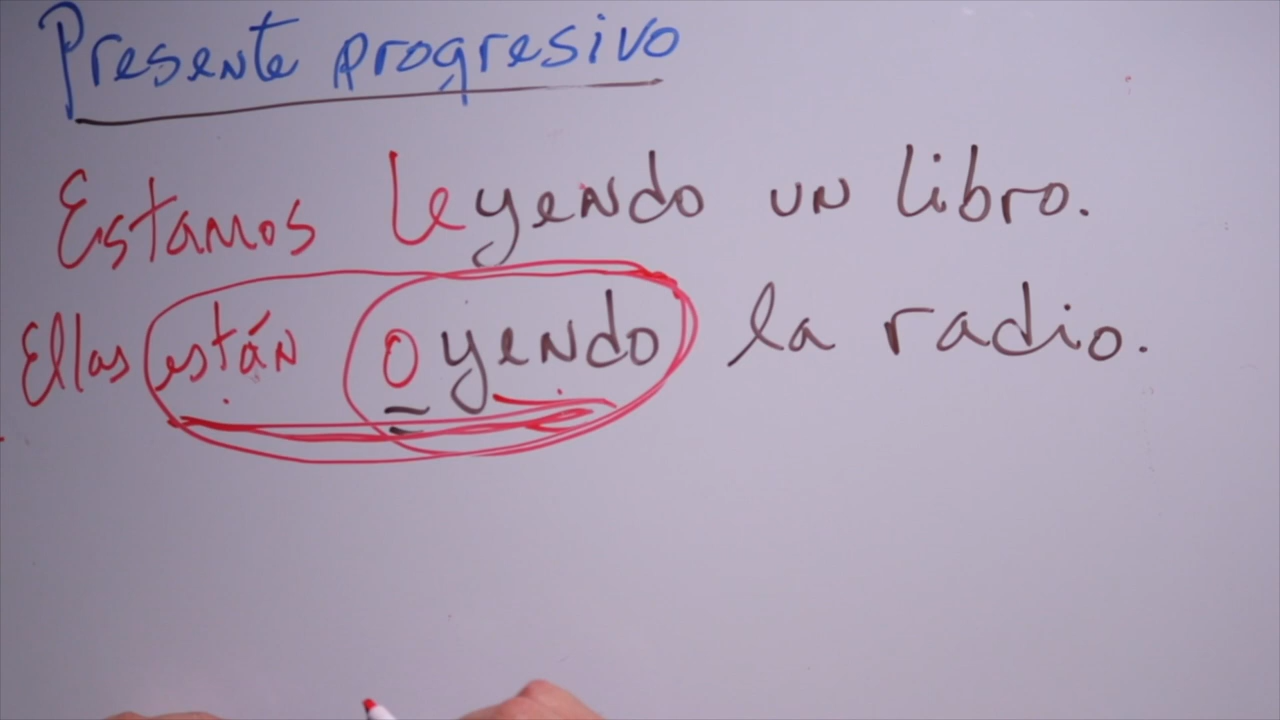 Presente progresivo
Estamos leyendo un libro.
Ellas están oyendo la radio.